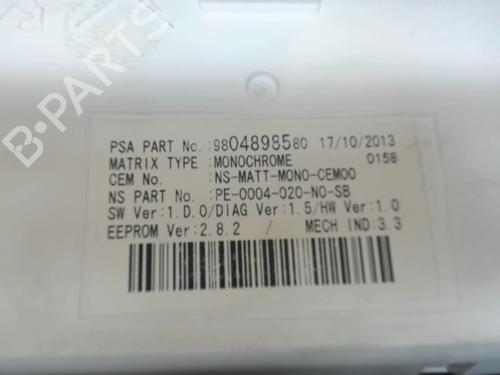 PSA PART No. :9804898580 17/10/2013
MATRIX TYPE :MONOCHROME 0158
CEM No. :NS-MATT-MONO-CEM00
NS PART No. :PE-0004-020-NO-SB
SW Ver:1.D.0/DIAG Ver:1.5/HW Ver:1.0
EEPROM Ver:2.8.2 / MECH IND:3.3